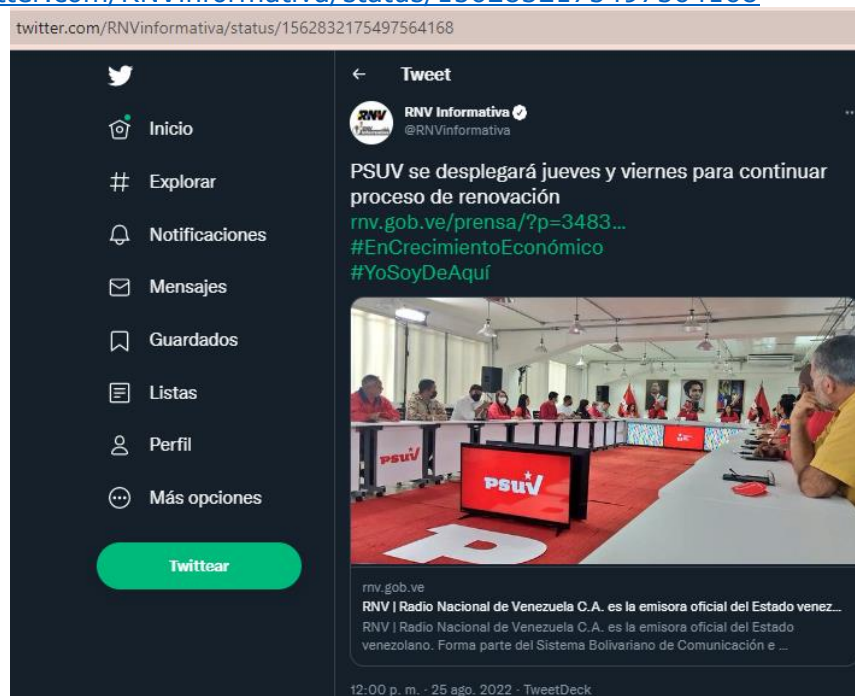 twitter.com/RNVinformativa/status/1562832175497564168
Inicio
Explorar
Notificaciones
Mensajes
Guardados
Listas
Perfil
Más opciones
Twittear
Tweet
RNV Informativa
@RNVinformativa
PSUV se desplegará jueves y viernes para continuar
proceso de renovación
rnv.gob.ve/prensa/?p=3483...
#EnCrecimientoEconómico
#YoSoyDeAquí
RNV
PSUV
PSUV
P
rnv.gob.ve
RNV | Radio Nacional de Venezuela C.A. es la emisora oficial del Estado venez...
RNV | Radio Nacional de Venezuela C.A. es la emisora oficial del Estado
venezolano. Forma parte del Sistema Bolivariano de Comunicación e ...
12:00 p. m. · 25 ago. 2022 · TweetDeck